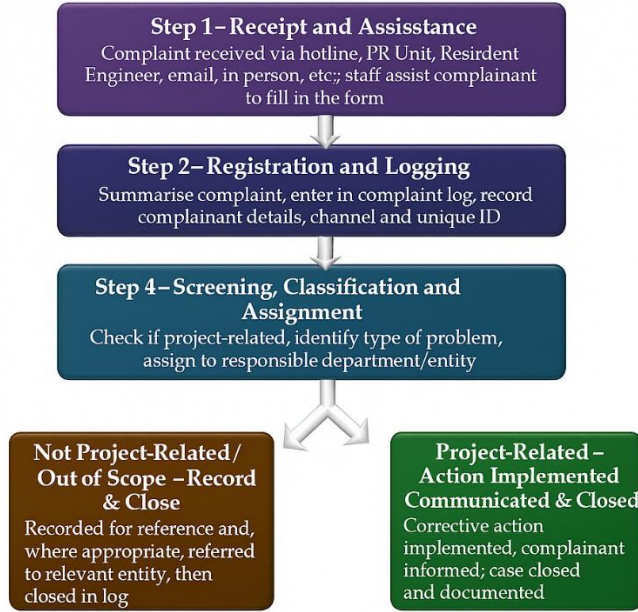 Step 1–Receipt and Assisstance
Complaint received via hotline, PR Unit, Resirdent
Engineer, email, in person, etc;; staff assist complainant
to fill in the form
Step 2–Registration and Logging
Summarise complaint, enter in complaint log, record
complainant details, channel and unique ID
Step 4–Screening, Classification and
Assignment
Check if project-related, identify type of problem,
assign to responsible department/entity
Not Project-Related/
Out of Scope –Record
& Close
Recorded for reference and,
where appropriate, referred
to relevant entity, then
closed in log
Project-Related –
Action Implemented
Communicated & Closed
Corrective action
implemented, complainant
informed; case closed
and documented